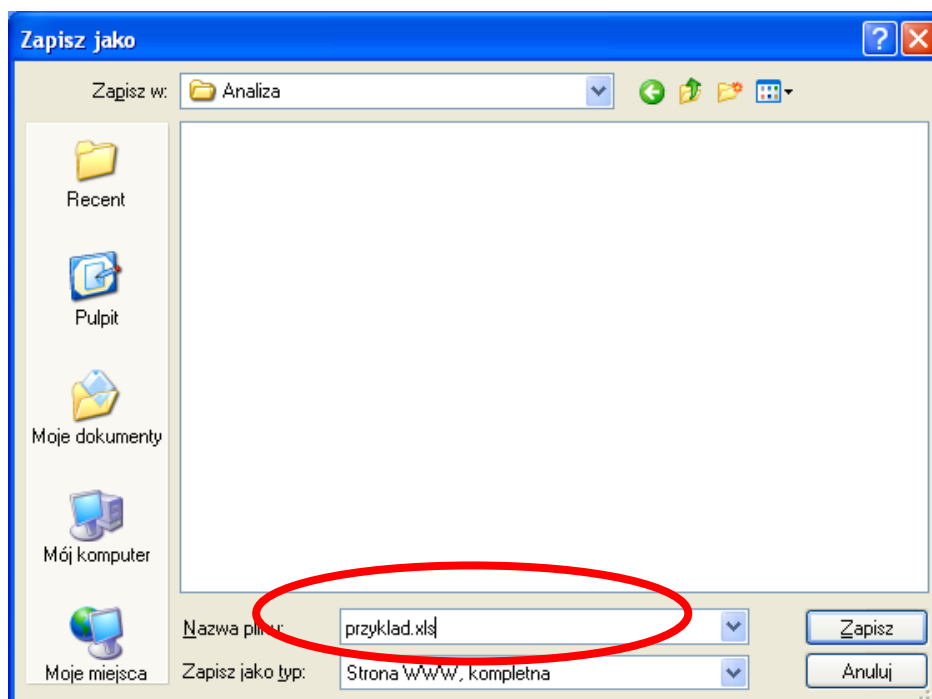 Zapisz jako
Zapisz w: Analiza
Recent
Pulpit
Moje dokumenty
Mój komputer
Moje miejsca
Nazwa pliku: przyklad.xls Zapisz
Zapisz jako typ: Strona WWW, kompletna Anuluj